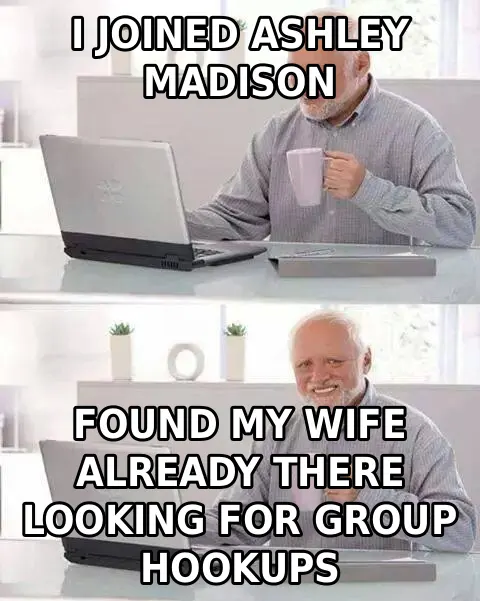 I JOINED ASHLEY
MADISON
FOUND MY WIFE
ALREADY THERE
LOOKING FOR GROUP
HOOKUPS